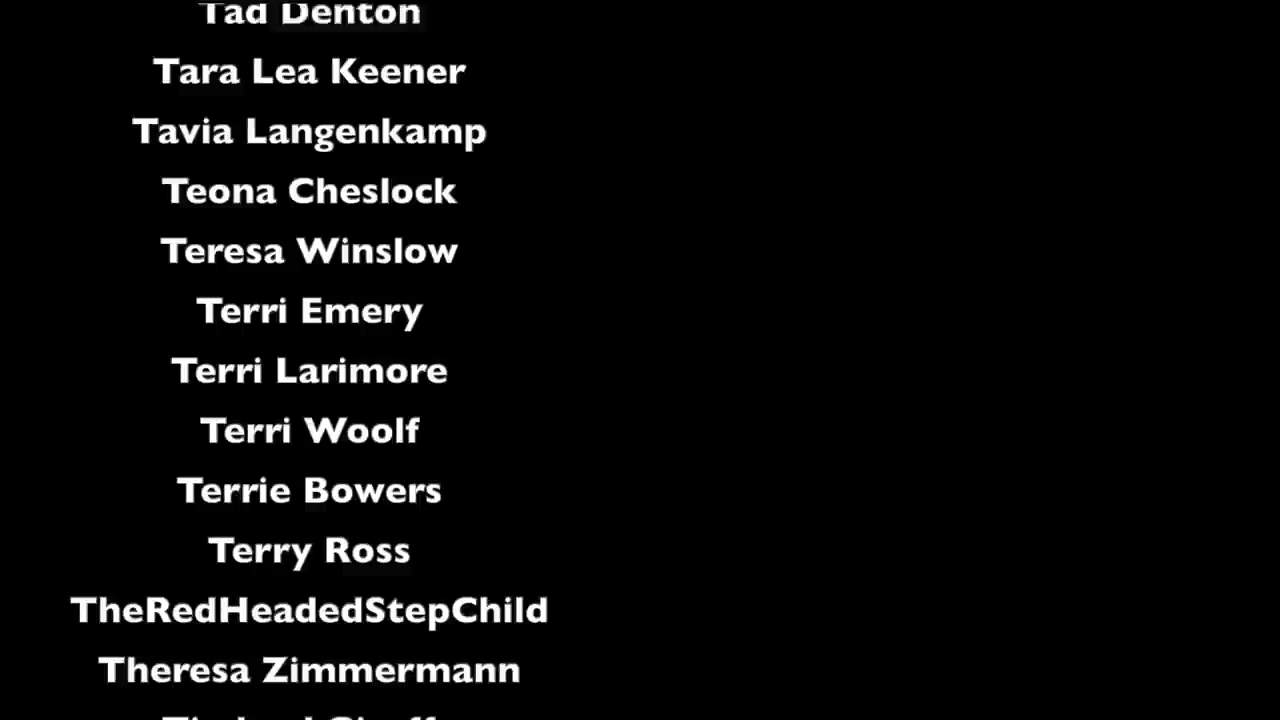 Tad Denton
Tara Lea Keener
Tavia Langenkamp
Teona Cheslock
Teresa Winslow
Terri Emery
Terri Larimore
Terri Woolf
Terrie Bowers
Terry Ross
TheRedHeadedStepChild
Theresa Zimmermann